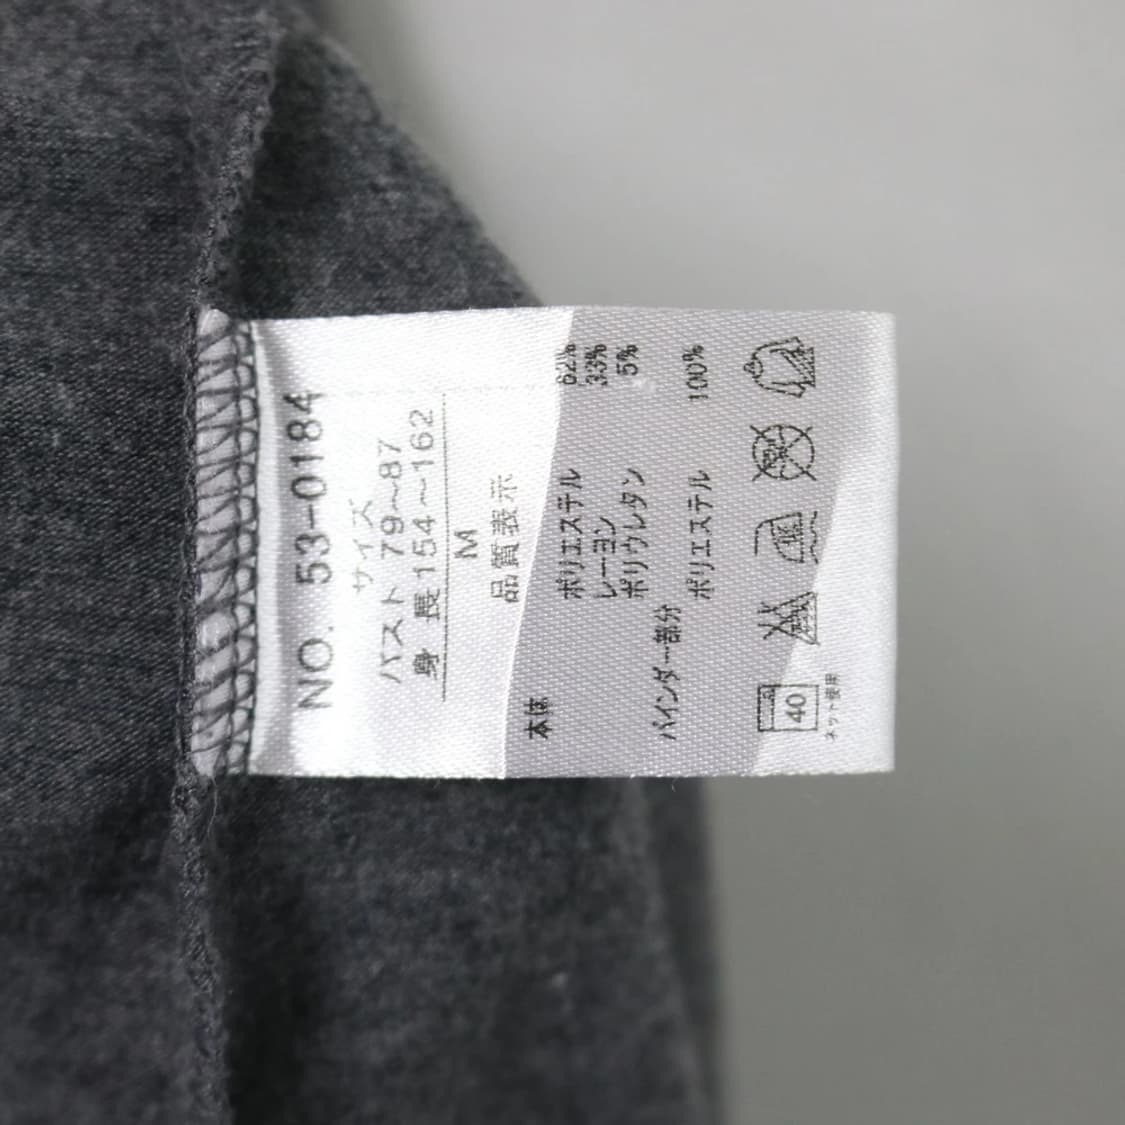 NO. 53-0184
サイズ
バスト 79～87
身 長 154～162
M
品質表示
本体
ポリエステル 62%
レーヨン 33%
ポリウレタン 5%
バインダー部分
ポリエステル 100%
40
ネット使用